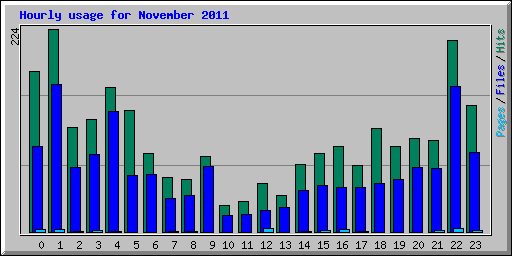 Hourly usage for November 2011
224
Pages / Files / Hits
0 1 2 3 4 5 6 7 8 9 10 11 12 13 14 15 16 17 18 19 20 21 22 23